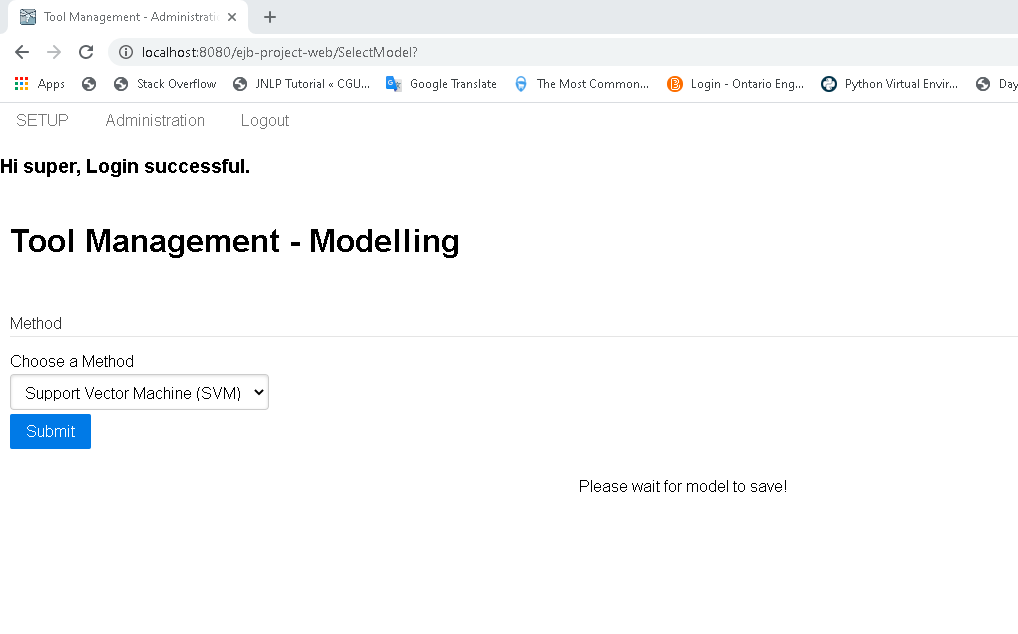 Tool Management - Administrati
localhost:8080/ejb-project-web/SelectModel?
Apps Stack Overflow JNLP Tutorial « CGU... Google Translate The Most Common... Login - Ontario Eng... Python Virtual Envir... Day
SETUP Administration Logout
Hi super, Login successful.
Tool Management - Modelling
Method
Choose a Method
Support Vector Machine (SVM)
Submit
Please wait for model to save!